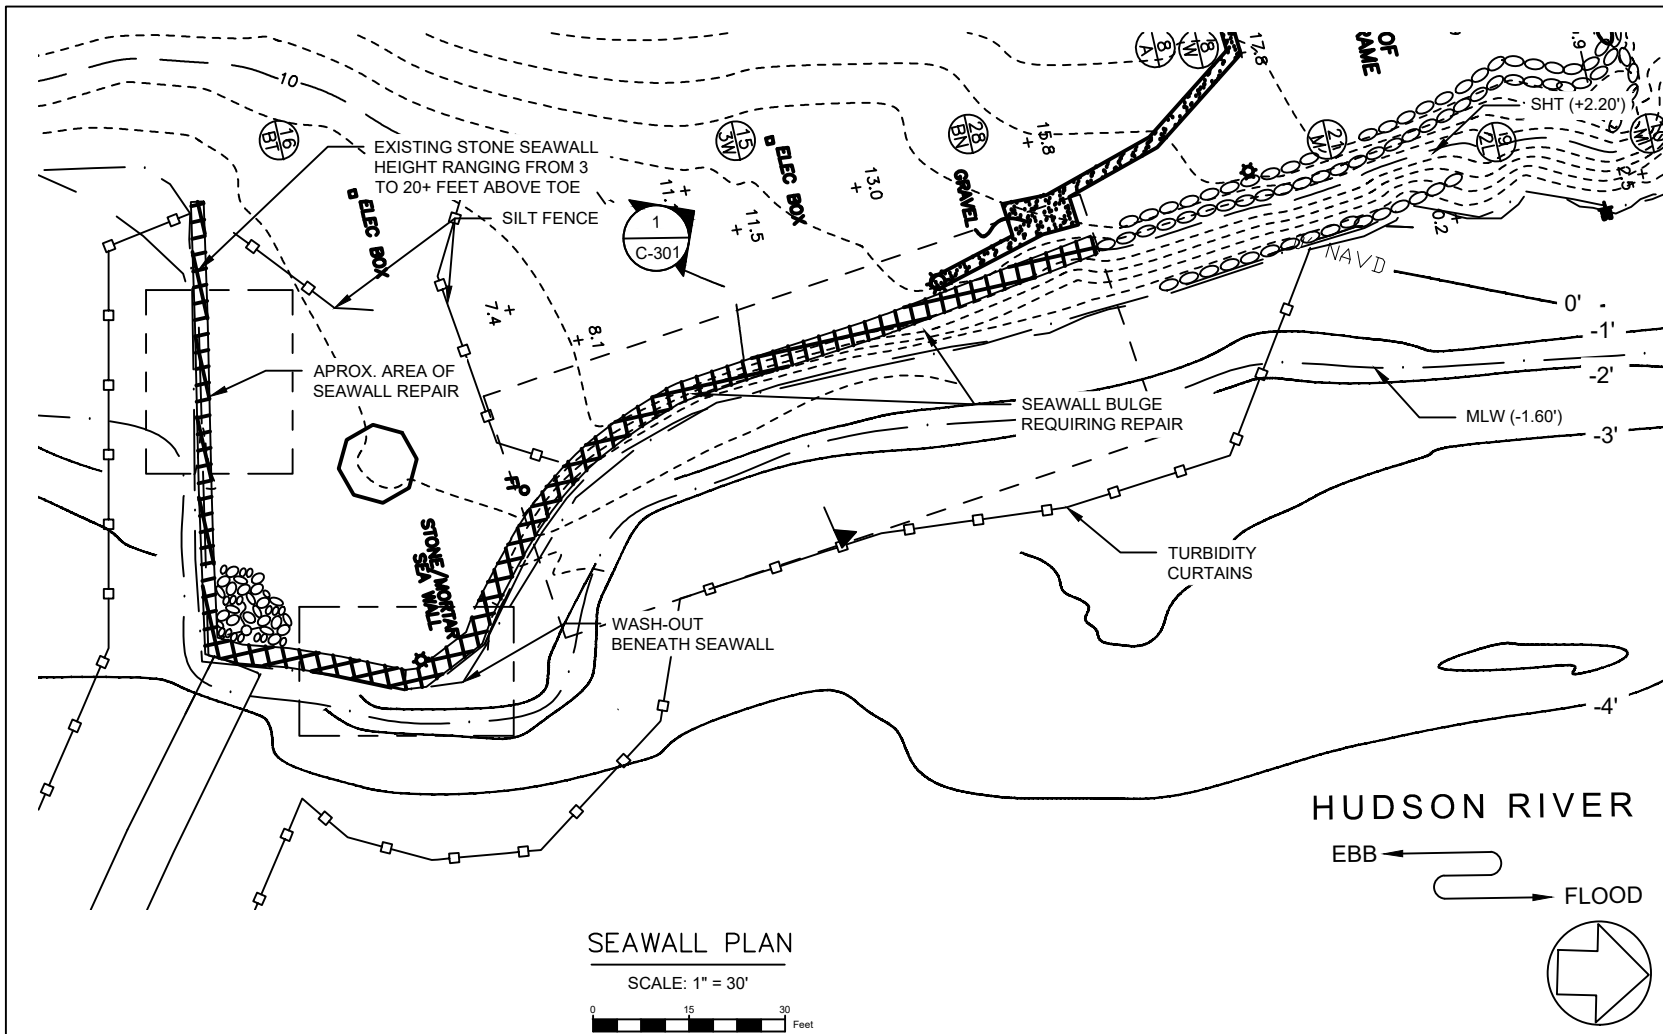 10
16
BT
EXISTING STONE SEAWALL
HEIGHT RANGING FROM 3
TO 20+ FEET ABOVE TOE
ELEC BOX
SILT FENCE
1
C-301
15
3W
ELEC BOX
11.5
13.0
28
BN
15.8
GRAVEL
8
A
8
W
17.8
OF
SHT (+2.20')
21
NAVD
0'
-1'
-2'
-3'
-4'
7.4
8.1
APROX. AREA OF
SEAWALL REPAIR
SEAWALL BULGE
REQUIRING REPAIR
MLW (-1.60')
STONE/MORTAR
SEA WALL
TURBIDITY
CURTAINS
WASH-OUT
BENEATH SEAWALL
HUDSON RIVER
EBB
FLOOD
SEAWALL PLAN
SCALE: 1" = 30'
0 15 30
Feet